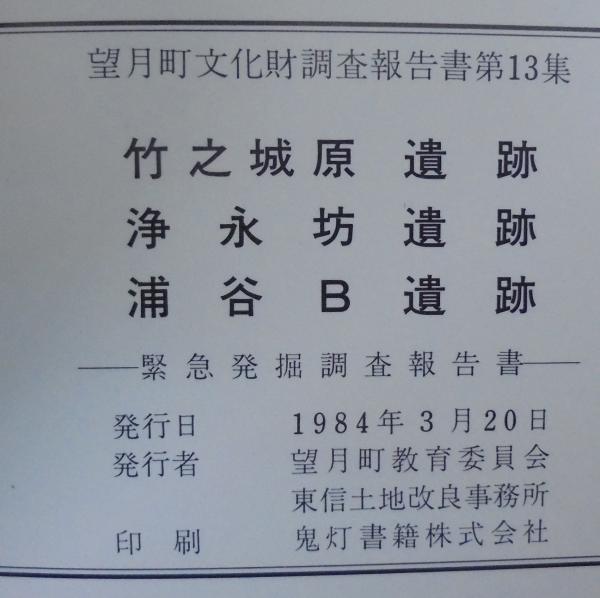 望月町文化財調査報告書第13集
竹之城原遺跡
浄永坊遺跡
浦谷B遺跡
――緊急発掘調査報告書――
発行日 1984年3月20日
発行者 望月町教育委員会
東信土地改良事務所
印刷 鬼灯書籍株式会社